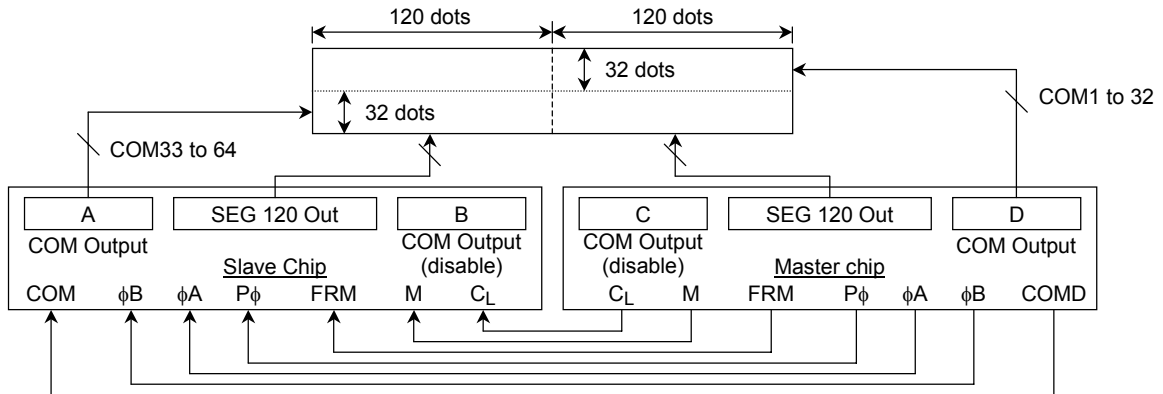 120 dots
120 dots
32 dots
32 dots
COM1 to 32
COM33 to 64
A
SEG 120 Out
B
C
SEG 120 Out
D
COM Output
COM Output
(disable)
COM Output
(disable)
COM Output
Slave Chip
Master chip
COM ϕB ϕA Pϕ FRM M CL
CL M FRM Pϕ ϕA ϕB COMD